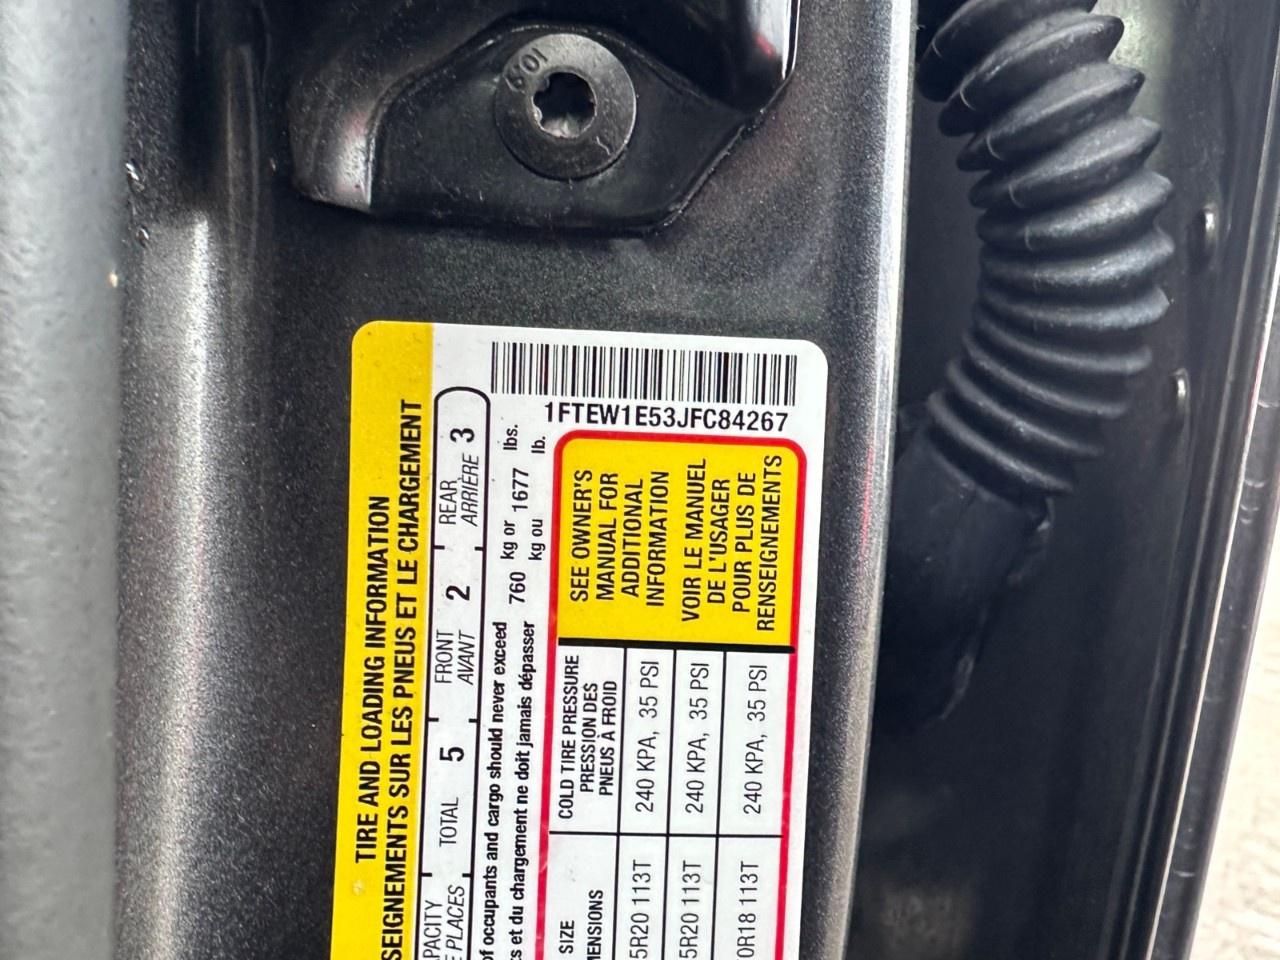 10.9
1FTEW1E53JFC84267
TIRE AND LOADING INFORMATION
SEIGNEMENTS SUR LES PNEUS ET LE CHARGEMENT
TOTAL 5 FRONT 2 REAR 3
PLACES AVANT ARRIÈRE
of occupants and cargo should never exceed 760 kg or 1677 lbs.
et du chargement ne doit jamais dépasser kg ou lb.
SIZE COLD TIRE PRESSURE
PRESSION DES
PNEUS À FROID
5R20 113T 240 KPA, 35 PSI
5R20 113T 240 KPA, 35 PSI
0R18 113T 240 KPA, 35 PSI
SEE OWNER'S
MANUAL FOR
ADDITIONAL
INFORMATION
VOIR LE MANUEL
DE L'USAGER
POUR PLUS DE
RENSEIGNEMENTS